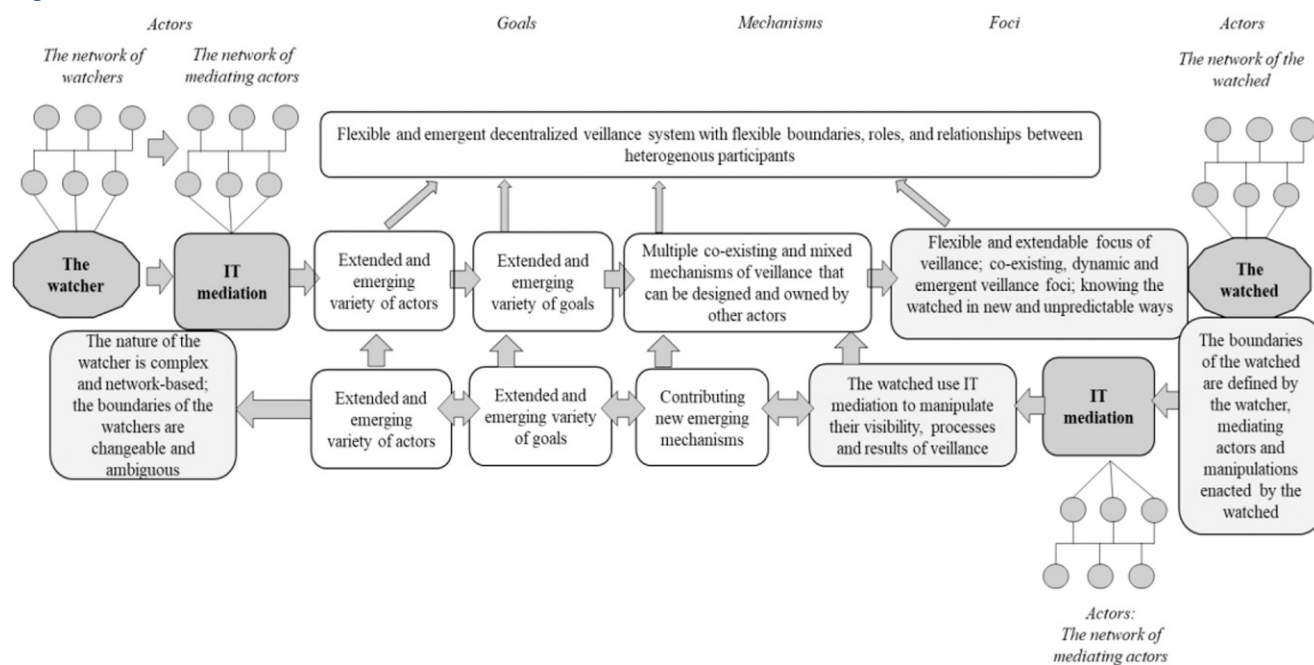 Actors
Goals
Mechanisms
Foci
Actors
The network of
watchers
The network of
mediating actors
The network of the
watched
Flexible and emergent decentralized veillance system with flexible boundaries, roles, and relationships between
heterogenous participants
The
watcher
IT
mediation
Extended and
emerging
variety of actors
Extended and
emerging
variety of goals
Multiple co-existing and mixed
mechanisms of veillance that
can be designed and owned by
other actors
Flexible and extendable focus of
veillance; co-existing, dynamic and
emergent veillance foci; knowing the
watched in new and unpredictable ways
The
watched
The nature of the
watcher is complex
and network-based;
the boundaries of the
watchers are
changeable and
ambiguous
Extended and
emerging
variety of actors
Extended and
emerging variety
of goals
Contributing
new emerging
mechanisms
The watched use IT
mediation to manipulate
their visibility, processes
and results of veillance
IT
mediation
The boundaries
of the watched
are defined by
the watcher,
mediating
actors and
manipulations
enacted by the
watched
Actors:
The network of
mediating actors